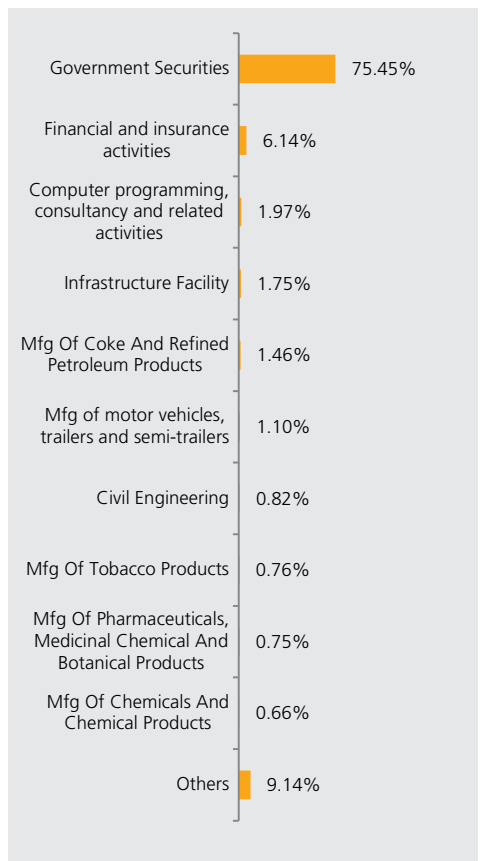 Government Securities 75.45%
Financial and insurance
activities 6.14%
Computer programming,
consultancy and related
activities 1.97%
Infrastructure Facility 1.75%
Mfg Of Coke And Refined
Petroleum Products 1.46%
Mfg of motor vehicles,
trailers and semi-trailers 1.10%
Civil Engineering 0.82%
Mfg Of Tobacco Products 0.76%
Mfg Of Pharmaceuticals,
Medicinal Chemical And
Botanical Products 0.75%
Mfg Of Chemicals And
Chemical Products 0.66%
Others 9.14%